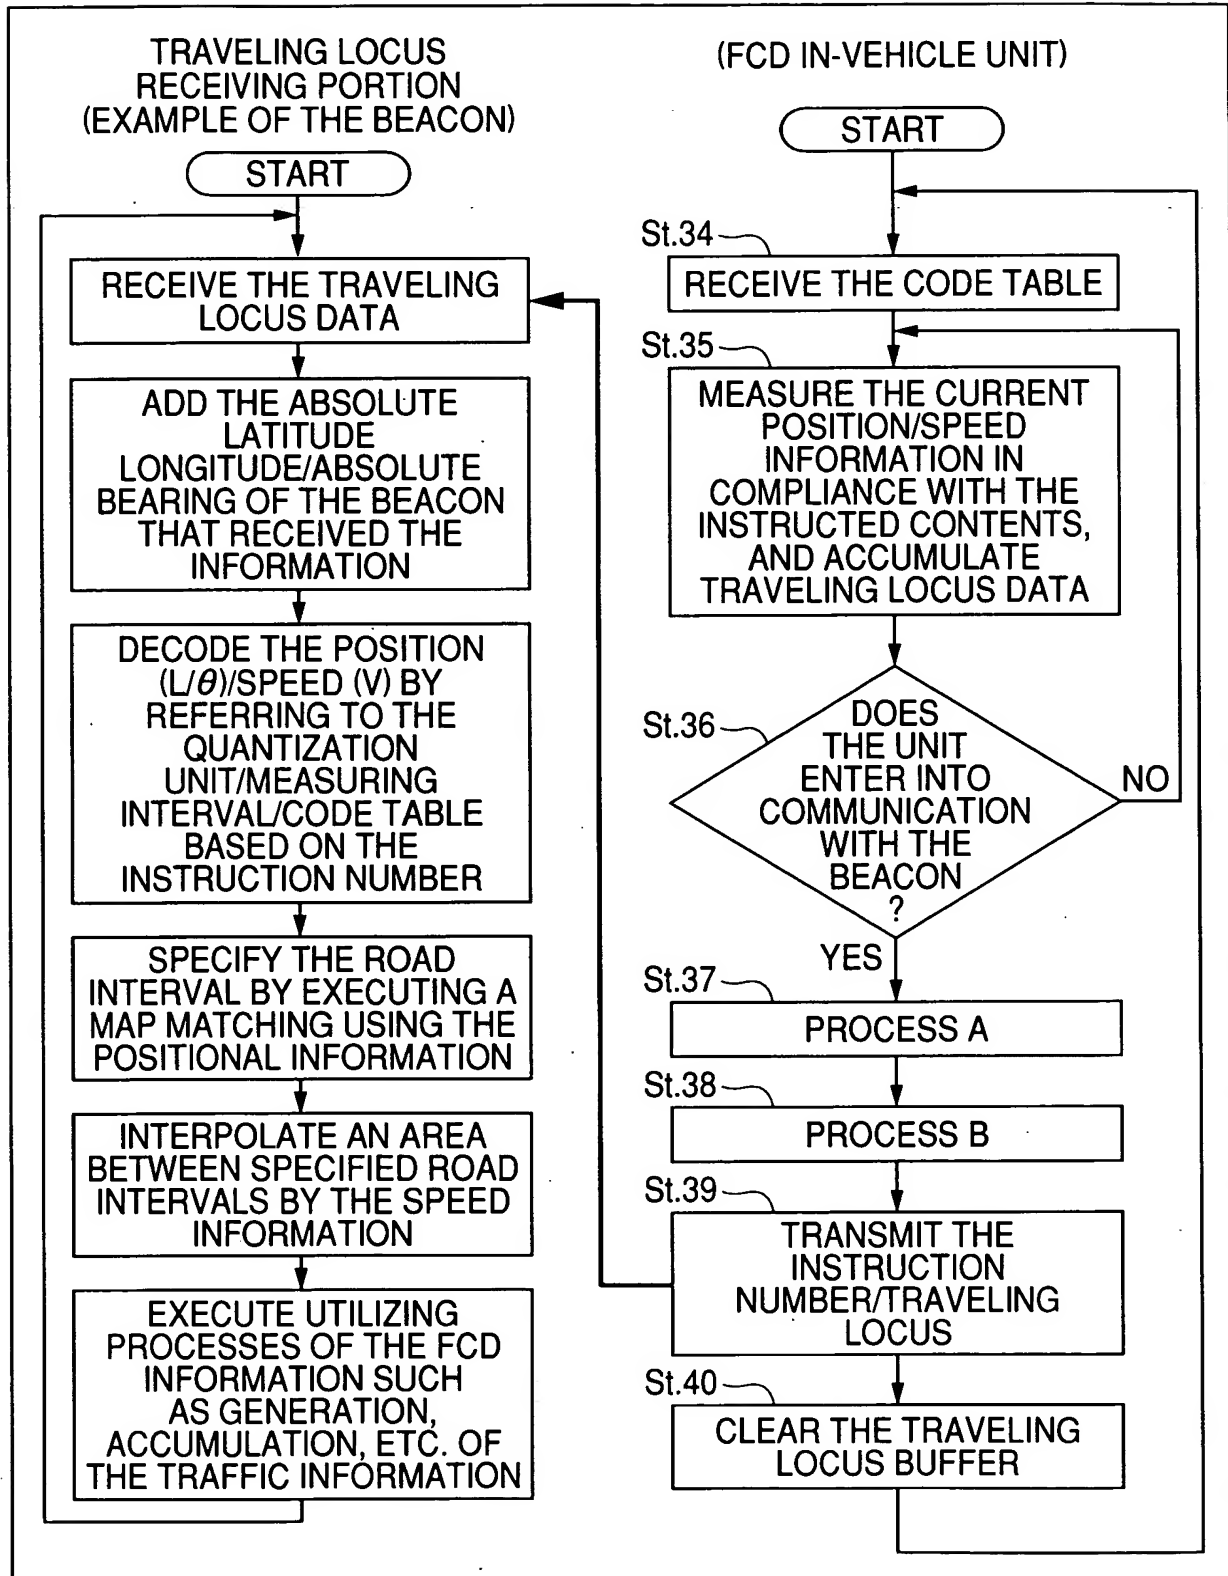 TRAVELING LOCUS
RECEIVING PORTION
(EXAMPLE OF THE BEACON)
START
RECEIVE THE TRAVELING
LOCUS DATA
ADD THE ABSOLUTE
LATITUDE
LONGITUDE/ABSOLUTE
BEARING OF THE BEACON
THAT RECEIVED THE
INFORMATION
DECODE THE POSITION
(L/θ)/SPEED (V) BY
REFERRING TO THE
QUANTIZATION
UNIT/MEASURING
INTERVAL/CODE TABLE
BASED ON THE
INSTRUCTION NUMBER
SPECIFY THE ROAD
INTERVAL BY EXECUTING A
MAP MATCHING USING THE
POSITIONAL INFORMATION
INTERPOLATE AN AREA
BETWEEN SPECIFIED ROAD
INTERVALS BY THE SPEED
INFORMATION
EXECUTE UTILIZING
PROCESSES OF THE FCD
INFORMATION SUCH
AS GENERATION,
ACCUMULATION, ETC. OF
THE TRAFFIC INFORMATION
(FCD IN-VEHICLE UNIT)
START
St.34
RECEIVE THE CODE TABLE
St.35
MEASURE THE CURRENT
POSITION/SPEED
INFORMATION IN
COMPLIANCE WITH THE
INSTRUCTED CONTENTS,
AND ACCUMULATE
TRAVELING LOCUS DATA
St.36
DOES
THE UNIT
ENTER INTO
COMMUNICATION
WITH THE
BEACON
?
NO
YES
St.37
PROCESS A
St.38
PROCESS B
St.39
TRANSMIT THE
INSTRUCTION
NUMBER/TRAVELING
LOCUS
St.40
CLEAR THE TRAVELING
LOCUS BUFFER